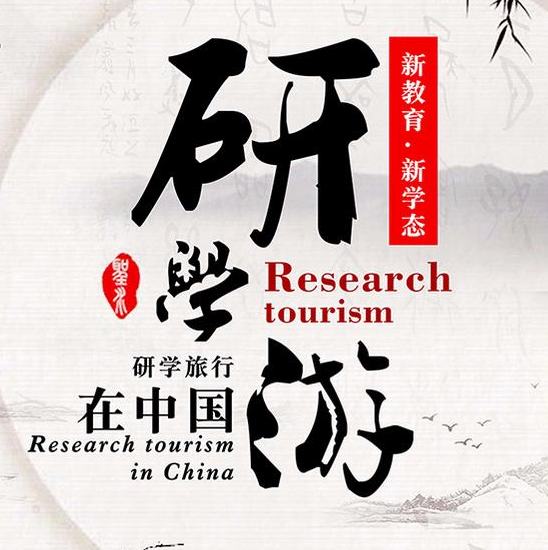 研
新教育·新学态
學
Research
tourism
游
研学旅行
在中国
Research tourism
in China